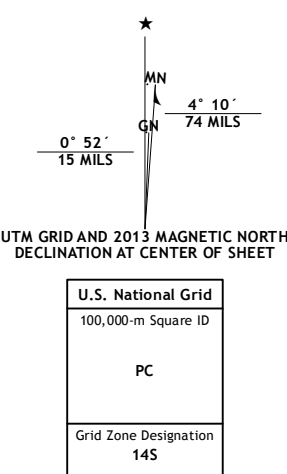 ★
MN
4° 10´
74 MILS
GN
0° 52´
15 MILS
UTM GRID AND 2013 MAGNETIC NORTH
DECLINATION AT CENTER OF SHEET
U.S. National Grid
100,000-m Square ID
PC
Grid Zone Designation
14S